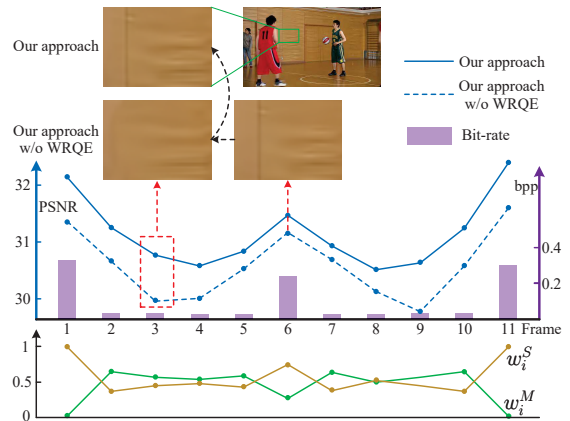 Our approach
11
Our approach
Our approach
w/o WRQE
Our approach
w/o WRQE
Bit-rate
32
31
30
PSNR
bpp
0.4
0.2
1 2 3 4 5 6 7 8 9 10 11 Frame
1
0.5
0
w_i^S
w_i^M